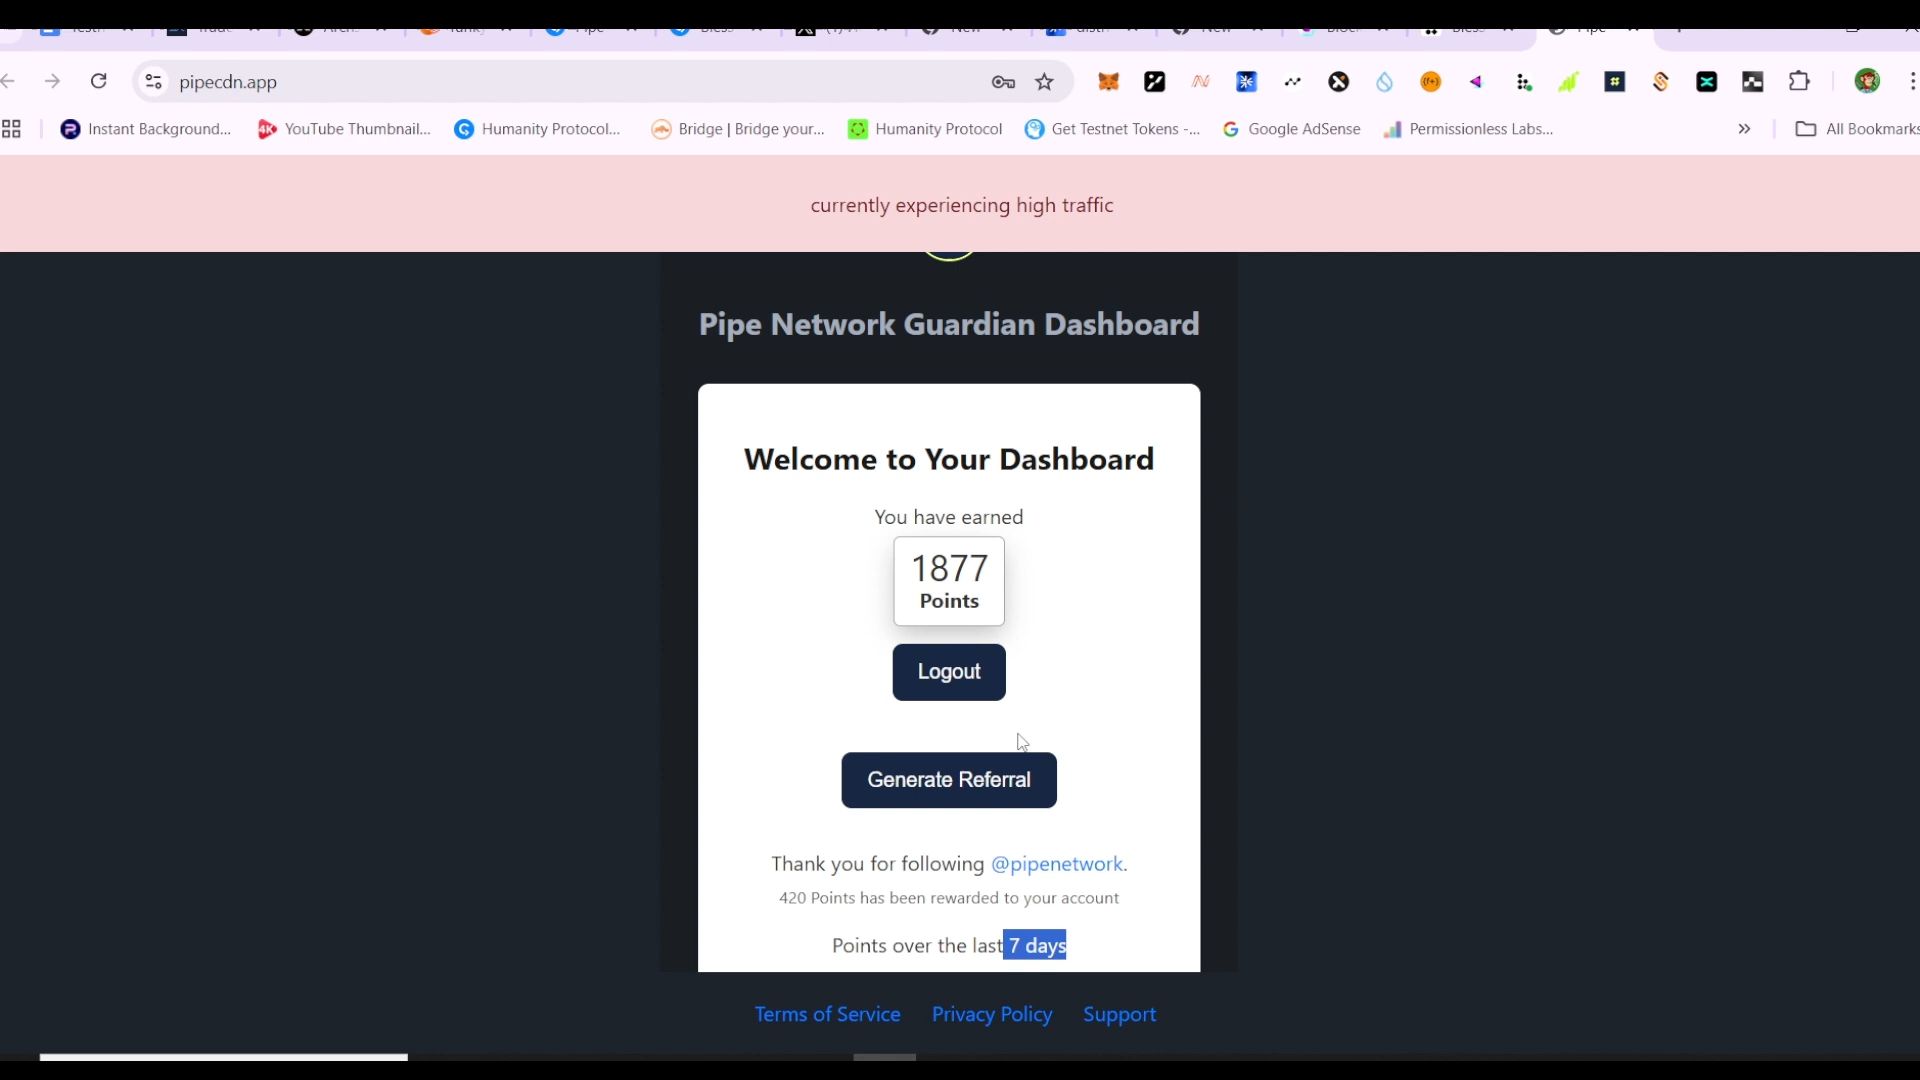 pipecdn.app
Instant Background... YouTube Thumbnail... Humanity Protocol... Bridge | Bridge your... Humanity Protocol Get Testnet Tokens -... Google AdSense Permissionless Labs... » All Bookmarks
currently experiencing high traffic
Pipe Network Guardian Dashboard
Welcome to Your Dashboard
You have earned
1877
Points
Logout
Generate Referral
Thank you for following @pipenetwork.
420 Points has been rewarded to your account
Points over the last 7 days
Terms of Service Privacy Policy Support